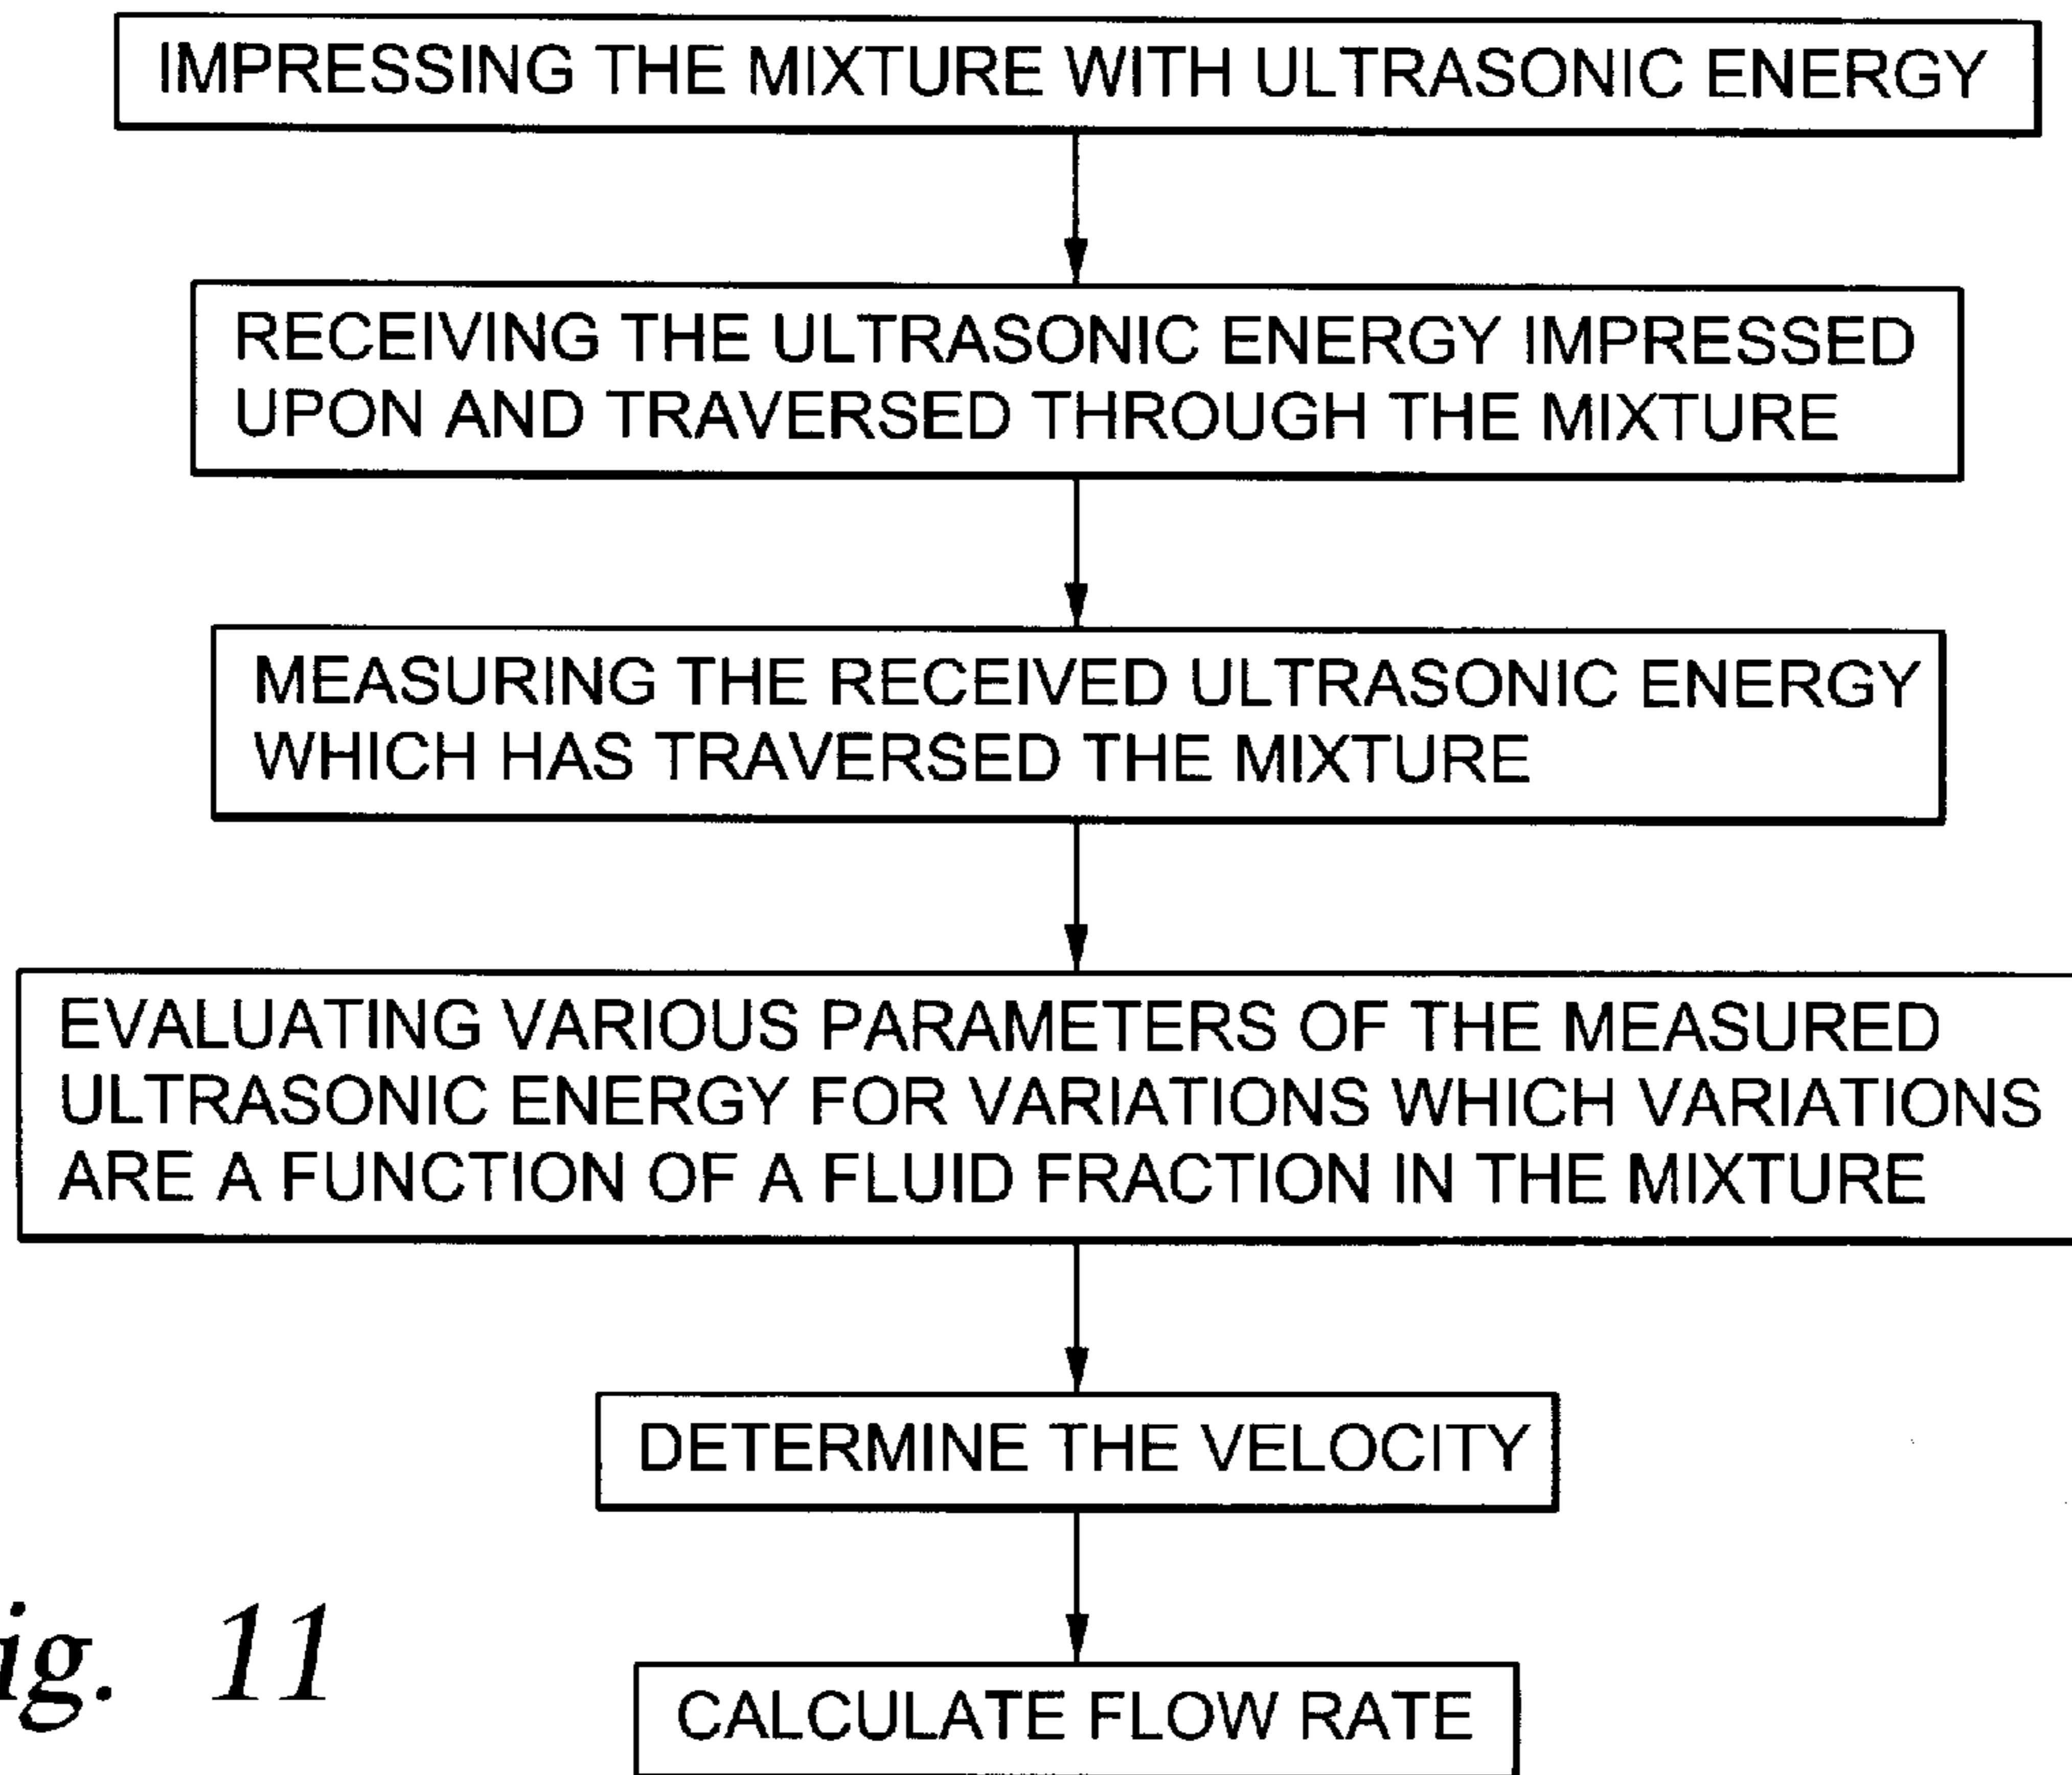 IMPRESSING THE MIXTURE WITH ULTRASONIC ENERGY
RECEIVING THE ULTRASONIC ENERGY IMPRESSED
UPON AND TRAVERSED THROUGH THE MIXTURE
MEASURING THE RECEIVED ULTRASONIC ENERGY
WHICH HAS TRAVERSED THE MIXTURE
EVALUATING VARIOUS PARAMETERS OF THE MEASURED
ULTRASONIC ENERGY FOR VARIATIONS WHICH VARIATIONS
ARE A FUNCTION OF A FLUID FRACTION IN THE MIXTURE
DETERMINE THE VELOCITY
CALCULATE FLOW RATE
ig. 11